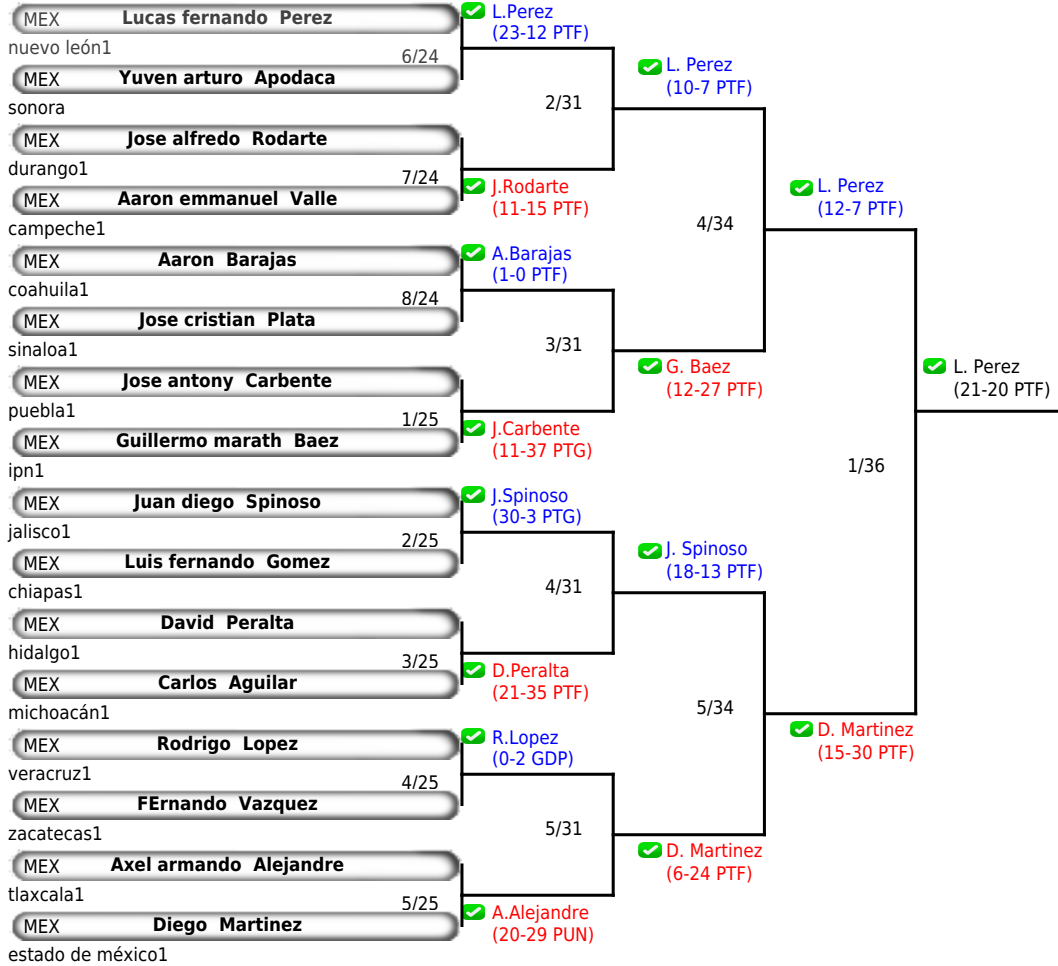 MEX Lucas fernando Perez
nuevo león1
6/24
MEX Yuven arturo Apodaca
sonora
MEX Jose alfredo Rodarte
durango1
7/24
MEX Aaron emmanuel Valle
campeche1
MEX Aaron Barajas
coahuila1
8/24
MEX Jose cristian Plata
sinaloa1
MEX Jose antony Carbente
puebla1
1/25
MEX Guillermo marath Baez
ipn1
MEX Juan diego Spinoso
jalisco1
2/25
MEX Luis fernando Gomez
chiapas1
MEX David Peralta
hidalgo1
3/25
MEX Carlos Aguilar
michoacán1
MEX Rodrigo Lopez
veracruz1
4/25
MEX FErnando Vazquez
zacatecas1
MEX Axel armando Alejandre
tlaxcala1
5/25
MEX Diego Martinez
estado de méxico1
L.Perez
(23-12 PTF)
2/31
J.Rodarte
(11-15 PTF)
A.Barajas
(1-0 PTF)
3/31
J.Carbente
(11-37 PTG)
J.Spinoso
(30-3 PTG)
4/31
D.Peralta
(21-35 PTF)
R.Lopez
(0-2 GDP)
5/31
A.Alejandre
(20-29 PUN)
L. Perez
(10-7 PTF)
4/34
G. Baez
(12-27 PTF)
J. Spinoso
(18-13 PTF)
5/34
D. Martinez
(6-24 PTF)
L. Perez
(12-7 PTF)
1/36
D. Martinez
(15-30 PTF)
L. Perez
(21-20 PTF)